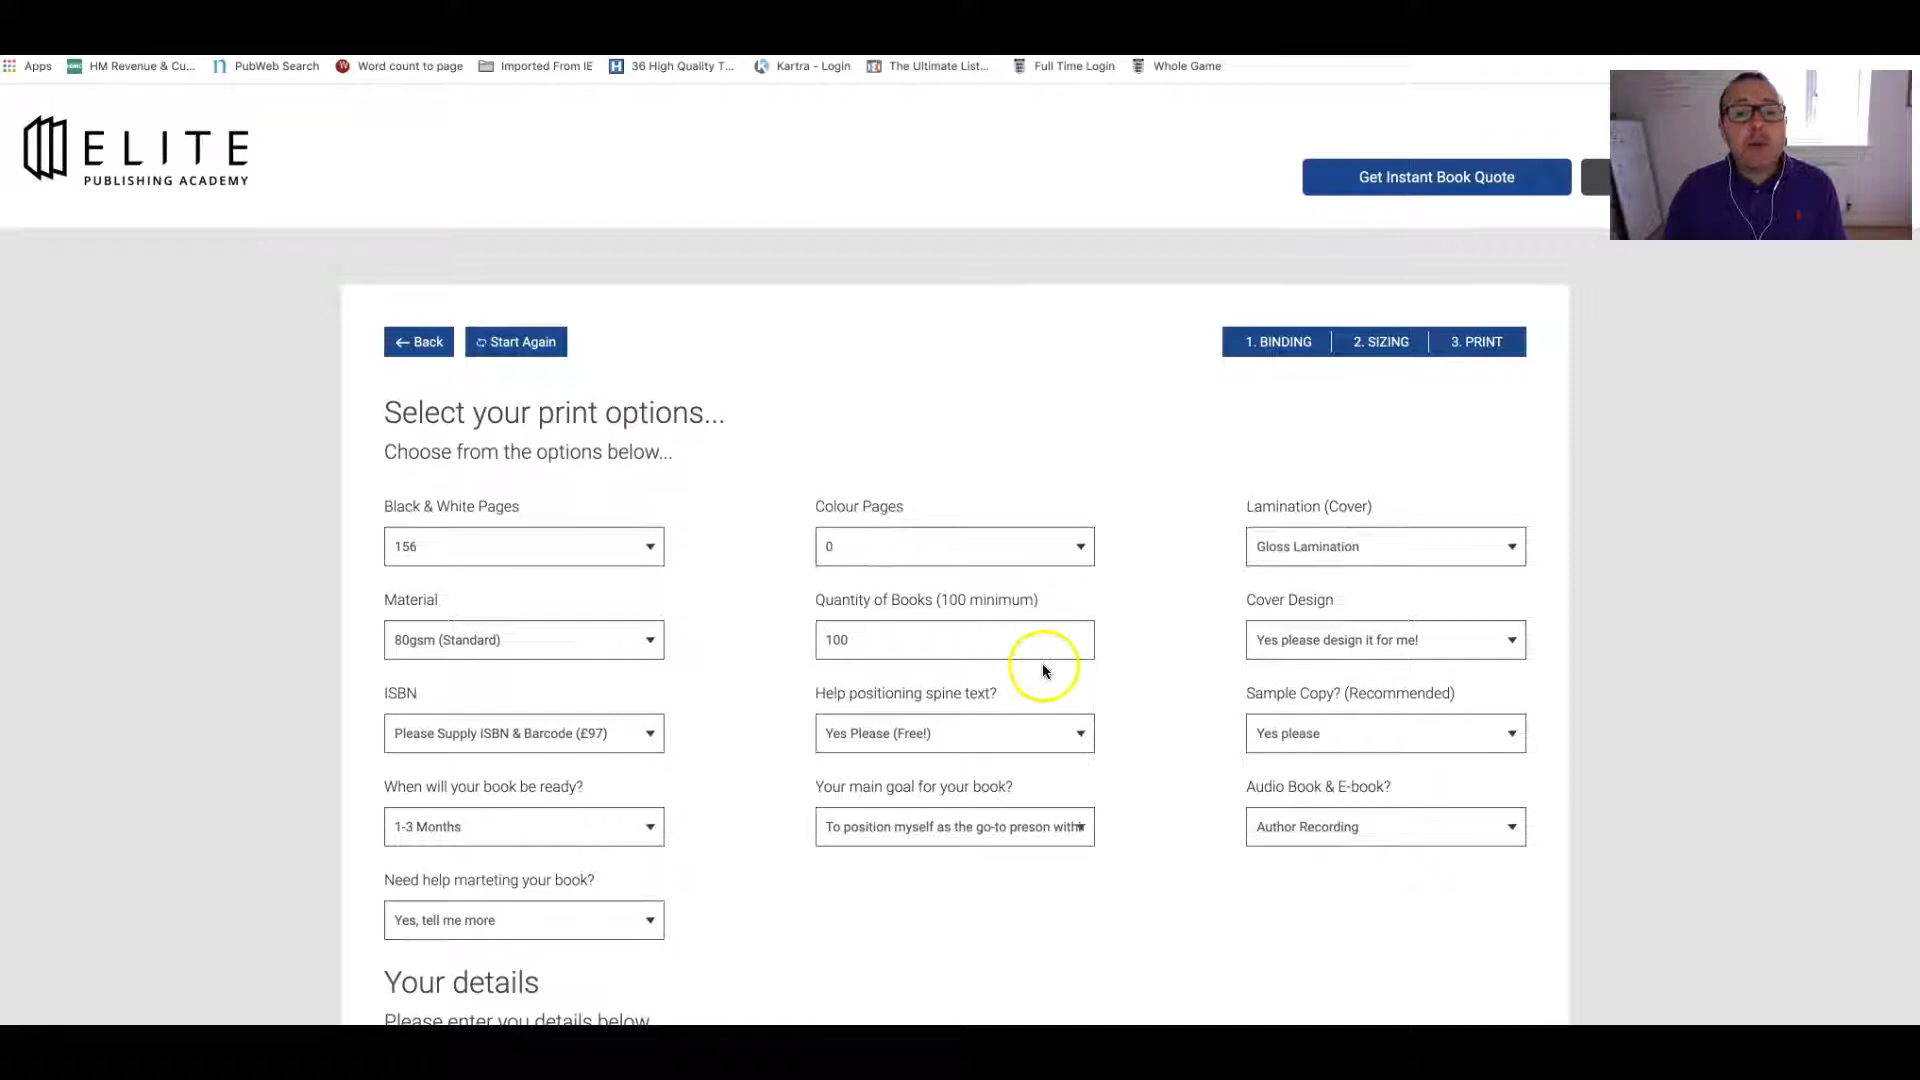 Apps
HM Revenue & Cu...
PubWeb Search
Word count to page
Imported From IE
36 High Quality T...
Kartra - Login
The Ultimate List...
Full Time Login
Whole Game
ELITE
PUBLISHING ACADEMY
Get Instant Book Quote
Back
Start Again
1. BINDING
2. SIZING
3. PRINT
Select your print options...
Choose from the options below...
Black & White Pages
Colour Pages
Lamination (Cover)
156
0
Gloss Lamination
Material
Quantity of Books (100 minimum)
Cover Design
80gsm (Standard)
100
Yes please design it for me!
ISBN
Help positioning spine text?
Sample Copy? (Recommended)
Please Supply ISBN & Barcode (£97)
Yes Please (Free!)
Yes please
When will your book be ready?
Your main goal for your book?
Audio Book & E-book?
1-3 Months
To position myself as the go-to preson with
Author Recording
Need help marteting your book?
Yes, tell me more
Your details
Please enter you details below